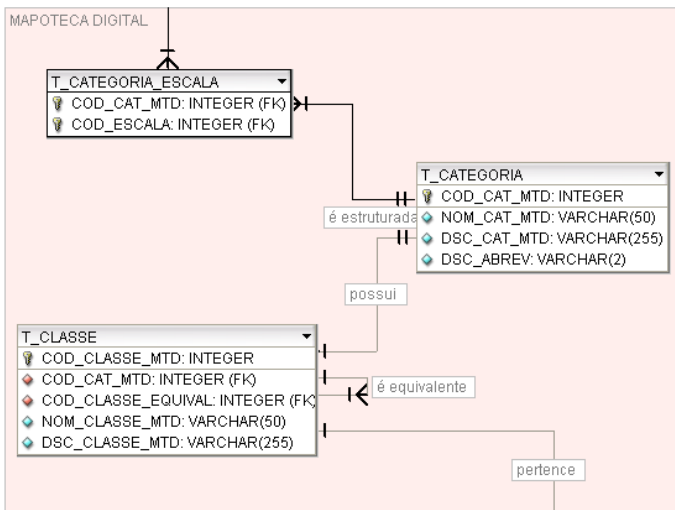 MAPOTECA DIGITAL
T_CATEGORIA_ESCALA
COD_CAT_MTD: INTEGER (FK)
COD_ESCALA: INTEGER (FK)
T_CATEGORIA
COD_CAT_MTD: INTEGER
NOM_CAT_MTD: VARCHAR(50)
DSC_CAT_MTD: VARCHAR(255)
DSC_ABREV: VARCHAR(2)
é estruturada
possui
T_CLASSE
COD_CLASSE_MTD: INTEGER
COD_CAT_MTD: INTEGER (FK)
COD_CLASSE_EQUIVAL: INTEGER (FK)
NOM_CLASSE_MTD: VARCHAR(50)
DSC_CLASSE_MTD: VARCHAR(255)
é equivalente
pertence